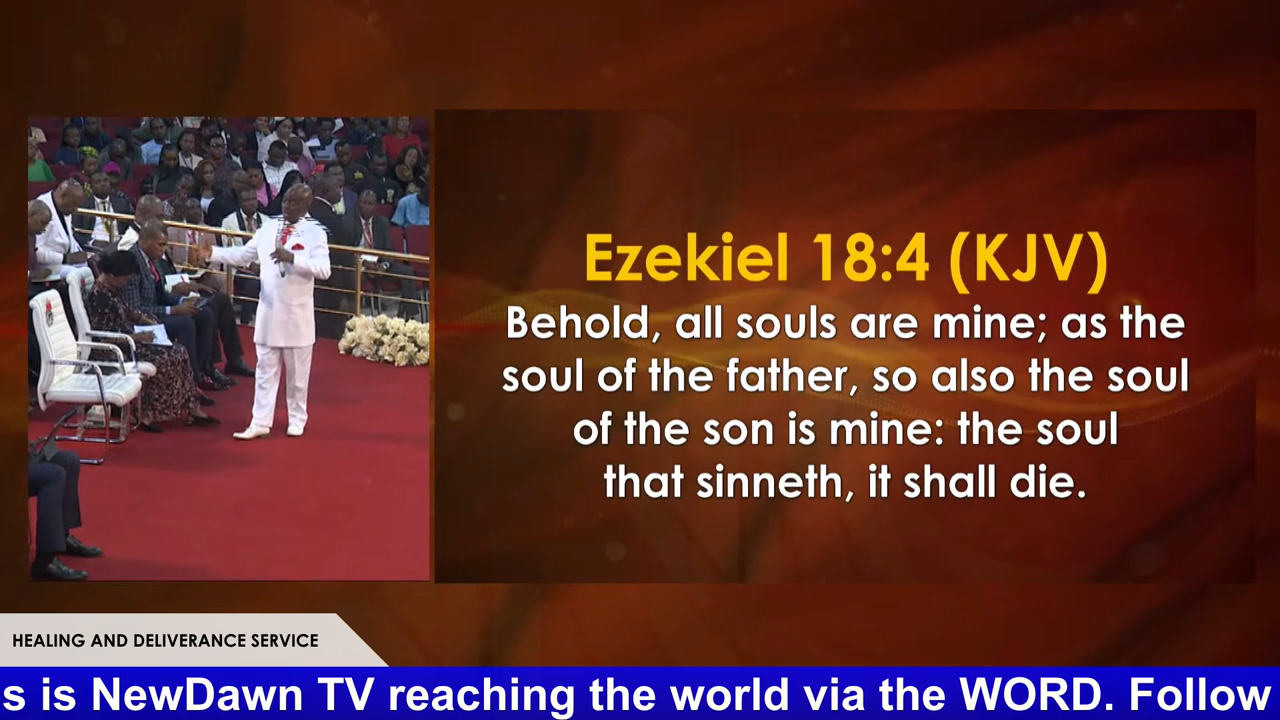 Ezekiel 18:4 (KJV)
Behold, all souls are mine; as the
soul of the father, so also the soul
of the son is mine: the soul
that sinneth, it shall die.
HEALING AND DELIVERANCE SERVICE
s is NewDawn TV reaching the world via the WORD. Follow